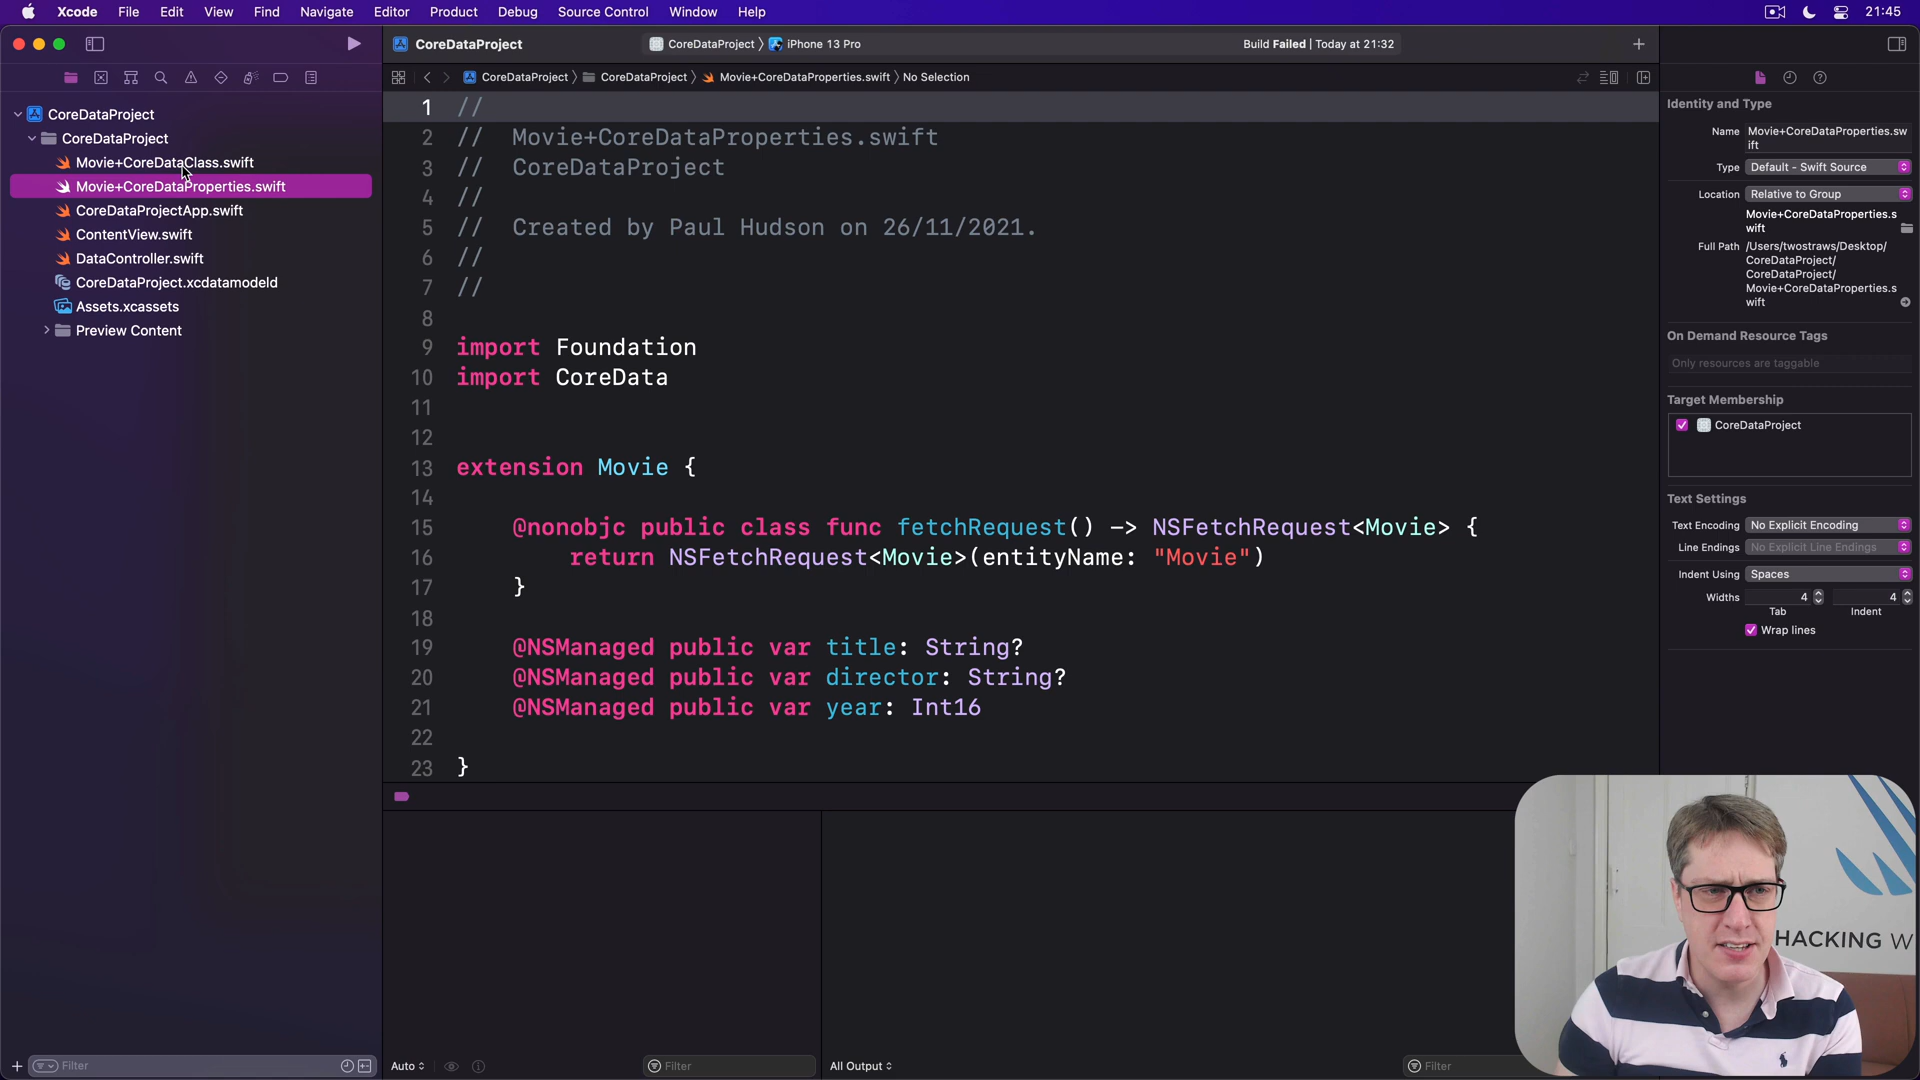 Xcode File Edit View Find Navigate Editor Product Debug Source Control Window Help 21:45
CoreDataProject
CoreDataProject
Movie+CoreDataClass.swift
Movie+CoreDataProperties.swift
CoreDataProjectApp.swift
ContentView.swift
DataController.swift
CoreDataProject.xcdatamodeld
Assets.xcassets
Preview Content
Filter
CoreDataProject CoreDataProject 〉 iPhone 13 Pro Build Failed | Today at 21:32
CoreDataProject 〉 CoreDataProject 〉 Movie+CoreDataProperties.swift 〉 No Selection
1 //
2 //  Movie+CoreDataProperties.swift
3 //  CoreDataProject
4 //
5 //  Created by Paul Hudson on 26/11/2021.
6 //
7 //
8
9 import Foundation
10 import CoreData
11
12
13 extension Movie {
14
15     @nonobjc public class func fetchRequest() -> NSFetchRequest<Movie> {
16         return NSFetchRequest<Movie>(entityName: "Movie")
17     }
18
19     @NSManaged public var title: String?
20     @NSManaged public var director: String?
21     @NSManaged public var year: Int16
22
23 }
Auto Filter All Output Filter
Identity and Type
Name Movie+CoreDataProperties.sw
ift
Type Default - Swift Source
Location Relative to Group
Movie+CoreDataProperties.s
wift
Full Path /Users/twostraws/Desktop/
CoreDataProject/
CoreDataProject/
Movie+CoreDataProperties.s
wift
On Demand Resource Tags
Only resources are taggable
Target Membership
CoreDataProject
Text Settings
Text Encoding No Explicit Encoding
Line Endings No Explicit Line Endings
Indent Using Spaces
Widths 4 4
Tab Indent
Wrap lines
HACKING W